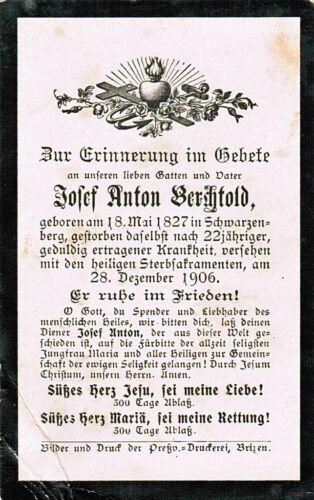 Zur Erinnerung im Gebete
an unseren lieben Gatten und Vater
Josef Anton Berchtold,
geboren am 18. Mai 1827 in Schwarzen-
berg, gestorben daselbst nach 22jähriger,
geduldig ertragener Krankheit, versehen
mit den heiligen Sterbsakramenten, am
28. Dezember 1906.
Er ruhe im Frieden!
O Gott, du Spender und Liebhaber des
menschlichen Heiles, wir bitten dich, laß deinen
Diener Josef Anton, der aus dieser Welt ge-
schieden ist, auf die Fürbitte der allzeit seligsten
Jungfrau Maria und aller Heiligen zur Gemein-
schaft der ewigen Seligkeit gelangen! Durch Jesum
Christum, unsern Herrn. Amen.
Süßes Herz Jesu, sei meine Liebe!
300 Tage Ablaß.
Süßes Herz Mariä, sei meine Rettung!
300 Tage Ablaß.
Bilder und Druck der Preßv.-Druckerei, Brixen.